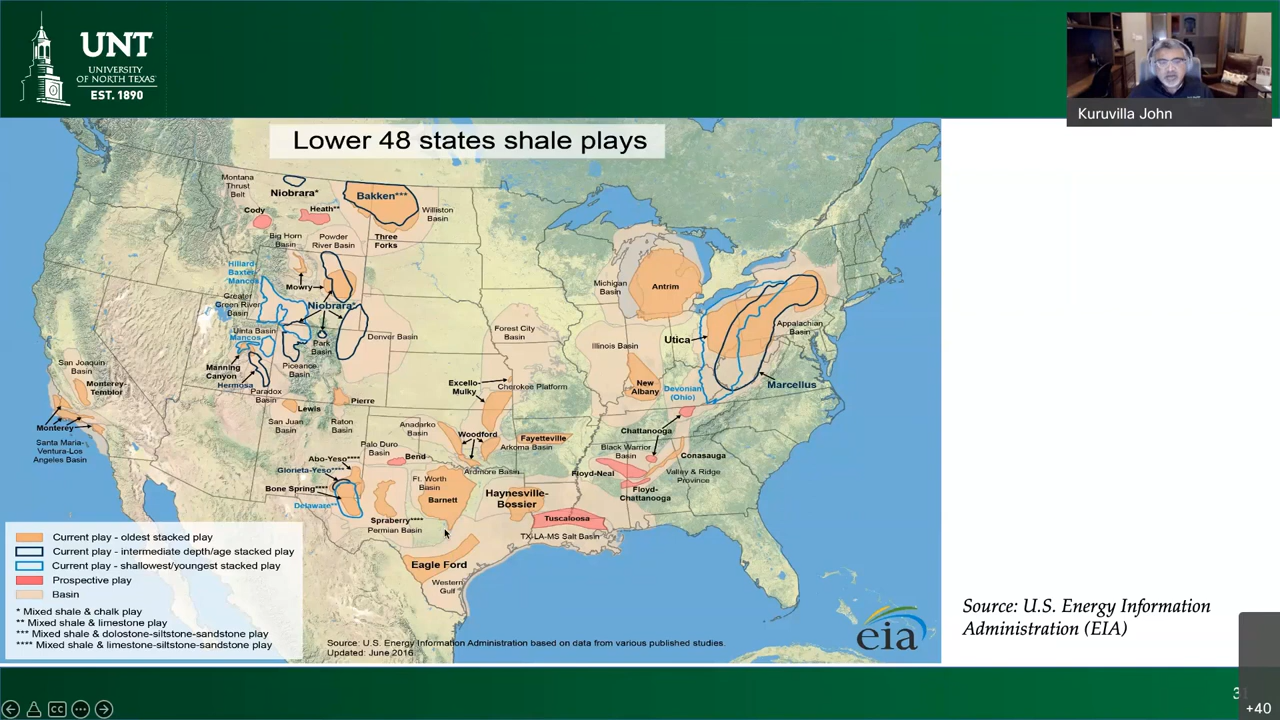 UNT
UNIVERSITY
OF NORTH TEXAS
EST. 1890
Kuruvilla John
Lower 48 states shale plays
Montana
Thrust
Belt
Niobrara*
Bakken***
Cody
Heath**
Williston
Basin
Big Horn
Basin
Powder
River Basin
Three
Forks
Hilliard-
Baxter-
Mancos
Mowry
Greater
Green River
Basin
Niobrara*
Uinta Basin
Mancos
Park
Basin
Denver Basin
Manning
Canyon
Piceance
Basin
Hermosa
Paradox
Basin
San Joaquin
Basin
Monterey-
Temblor
Monterey
Santa Maria-
Ventura-Los
Angeles Basin
Lewis
San Juan
Basin
Pierre
Raton
Basin
Michigan
Basin
Antrim
Forest City
Basin
Illinois Basin
Utica
Appalachian
Basin
Excello-
Mulky
Cherokee Platform
New
Albany
Devonian
(Ohio)
Marcellus
Anadarko
Basin
Woodford
Fayetteville
Arkoma Basin
Chattanooga
Black Warrior
Basin
Conasauga
Palo Duro
Basin
Bend
Ardmore Basin
Floyd-Neal
Valley & Ridge
Province
Floyd-
Chattanooga
Abo-Yeso****
Glorieta-Yeso****
Bone Spring****
Delaware**
Ft. Worth
Basin
Barnett
Haynesville-
Bossier
Spraberry****
Permian Basin
Tuscaloosa
TX-LA-MS Salt Basin
Eagle Ford
Western
Gulf
Current play - oldest stacked play
Current play - intermediate depth/age stacked play
Current play - shallowest/youngest stacked play
Prospective play
Basin
* Mixed shale & chalk play
** Mixed shale & limestone play
*** Mixed shale & dolostone-siltstone-sandstone play
**** Mixed shale & limestone-siltstone-sandstone play
Source: U.S. Energy Information Administration based on data from various published studies.
Updated: June 2016
eia
Source: U.S. Energy Information
Administration (EIA)
CC
+40